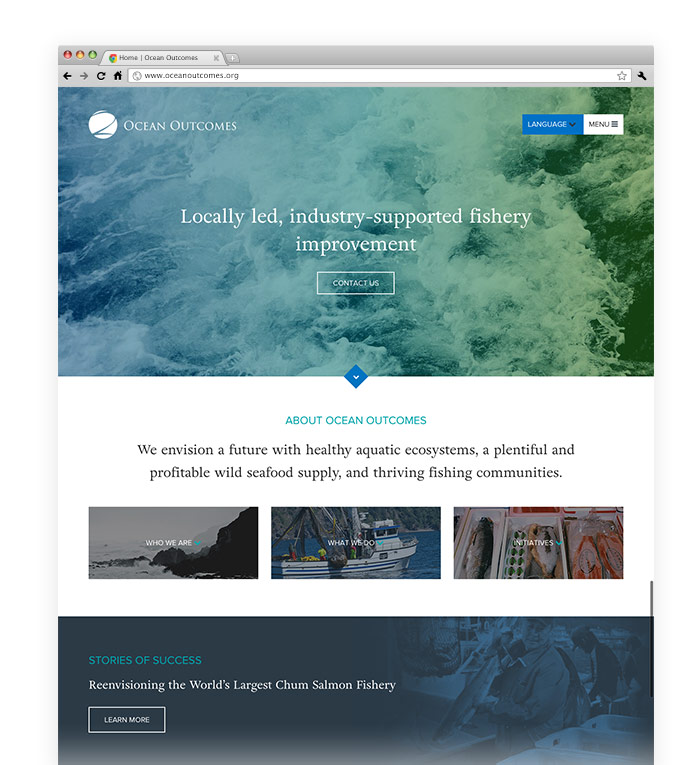 Home | Ocean Outcomes
www.oceanoutcomes.org
OCEAN OUTCOMES
LANGUAGE
MENU
Locally led, industry-supported fishery
improvement
CONTACT US
ABOUT OCEAN OUTCOMES
We envision a future with healthy aquatic ecosystems, a plentiful and
profitable wild seafood supply, and thriving fishing communities.
WHO WE ARE
WHAT WE DO
INITIATIVES
STORIES OF SUCCESS
Reenvisioning the World’s Largest Chum Salmon Fishery
LEARN MORE